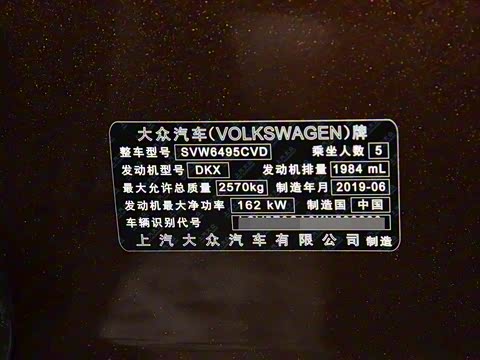 大众汽车(VOLKSWAGEN)牌
整车型号 SVW6495CVD 乘坐人数 5
发动机型号 DKX 发动机排量 1984 mL
最大允许总质量 2570kg 制造年月 2019-06
发动机最大净功率 162 kW 制造国 中国
车辆识别代号
上汽大众汽车有限公司 制造